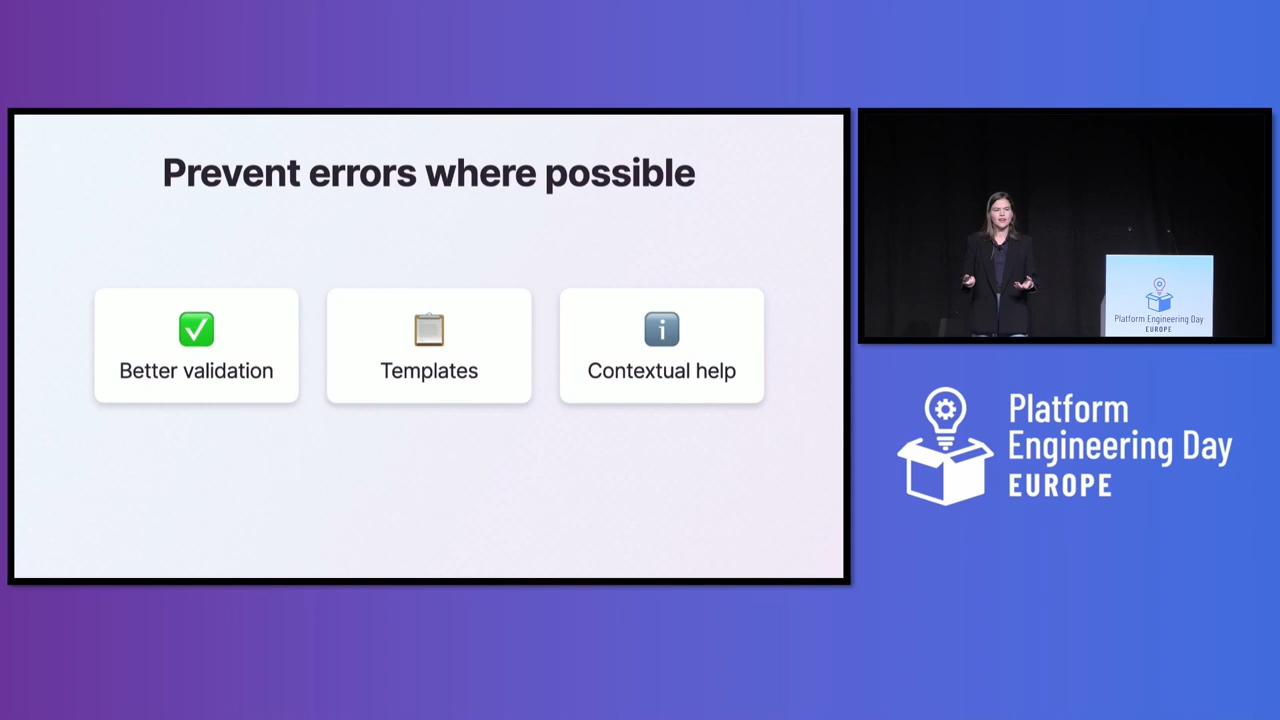 Prevent errors where possible
Better validation
Templates
Contextual help
Platform Engineering Day
EUROPE
Platform
Engineering Day
EUROPE